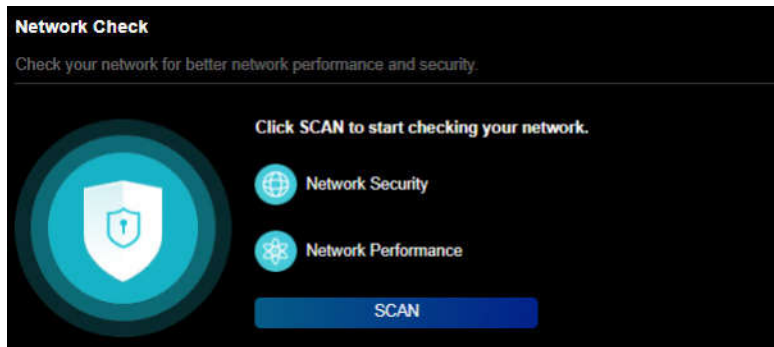 Network Check
Check your network for better network performance and security.
Click SCAN to start checking your network.
Network Security
Network Performance
SCAN